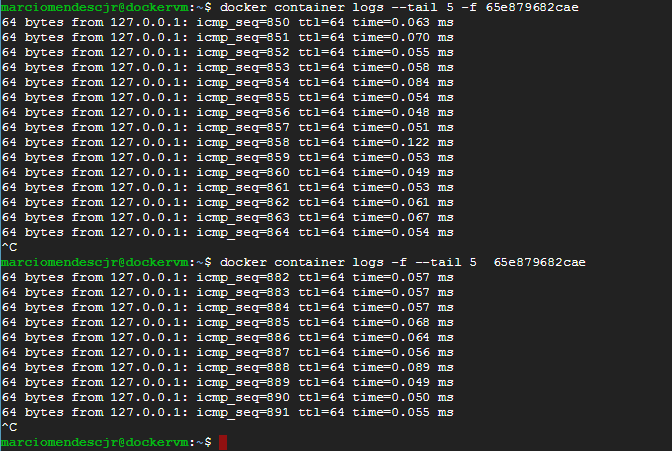 marciomendescjr@dockervm:~$ docker container logs --tail 5 -f 65e879682cae
64 bytes from 127.0.0.1: icmp_seq=850 ttl=64 time=0.063 ms
64 bytes from 127.0.0.1: icmp_seq=851 ttl=64 time=0.070 ms
64 bytes from 127.0.0.1: icmp_seq=852 ttl=64 time=0.055 ms
64 bytes from 127.0.0.1: icmp_seq=853 ttl=64 time=0.058 ms
64 bytes from 127.0.0.1: icmp_seq=854 ttl=64 time=0.084 ms
64 bytes from 127.0.0.1: icmp_seq=855 ttl=64 time=0.054 ms
64 bytes from 127.0.0.1: icmp_seq=856 ttl=64 time=0.048 ms
64 bytes from 127.0.0.1: icmp_seq=857 ttl=64 time=0.051 ms
64 bytes from 127.0.0.1: icmp_seq=858 ttl=64 time=0.122 ms
64 bytes from 127.0.0.1: icmp_seq=859 ttl=64 time=0.053 ms
64 bytes from 127.0.0.1: icmp_seq=860 ttl=64 time=0.049 ms
64 bytes from 127.0.0.1: icmp_seq=861 ttl=64 time=0.053 ms
64 bytes from 127.0.0.1: icmp_seq=862 ttl=64 time=0.061 ms
64 bytes from 127.0.0.1: icmp_seq=863 ttl=64 time=0.067 ms
64 bytes from 127.0.0.1: icmp_seq=864 ttl=64 time=0.054 ms
^C
marciomendescjr@dockervm:~$ docker container logs -f --tail 5  65e879682cae
64 bytes from 127.0.0.1: icmp_seq=882 ttl=64 time=0.057 ms
64 bytes from 127.0.0.1: icmp_seq=883 ttl=64 time=0.057 ms
64 bytes from 127.0.0.1: icmp_seq=884 ttl=64 time=0.057 ms
64 bytes from 127.0.0.1: icmp_seq=885 ttl=64 time=0.068 ms
64 bytes from 127.0.0.1: icmp_seq=886 ttl=64 time=0.064 ms
64 bytes from 127.0.0.1: icmp_seq=887 ttl=64 time=0.056 ms
64 bytes from 127.0.0.1: icmp_seq=888 ttl=64 time=0.089 ms
64 bytes from 127.0.0.1: icmp_seq=889 ttl=64 time=0.049 ms
64 bytes from 127.0.0.1: icmp_seq=890 ttl=64 time=0.050 ms
64 bytes from 127.0.0.1: icmp_seq=891 ttl=64 time=0.055 ms
^C
marciomendescjr@dockervm:~$